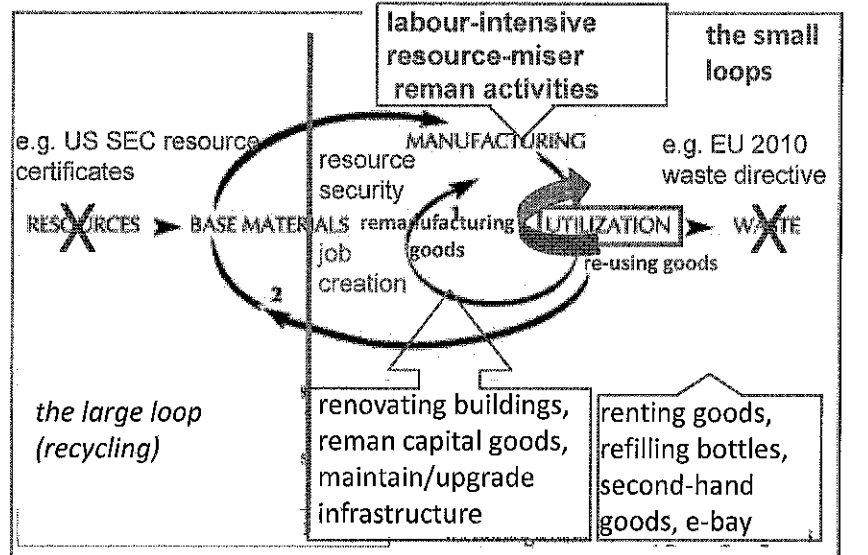 labour-intensive
resource-miser
reman activities
the small
loops
e.g. US SEC resource
certificates
MANUFACTURING
resource
security
e.g. EU 2010
waste directive
RESOURCES
BASE MATERIALS
remanufacturing
goods
1
UTILIZATION
WASTE
job
creation
re-using goods
2
the large loop
(recycling)
renovating buildings,
reman capital goods,
maintain/upgrade
infrastructure
renting goods,
refilling bottles,
second-hand
goods, e-bay